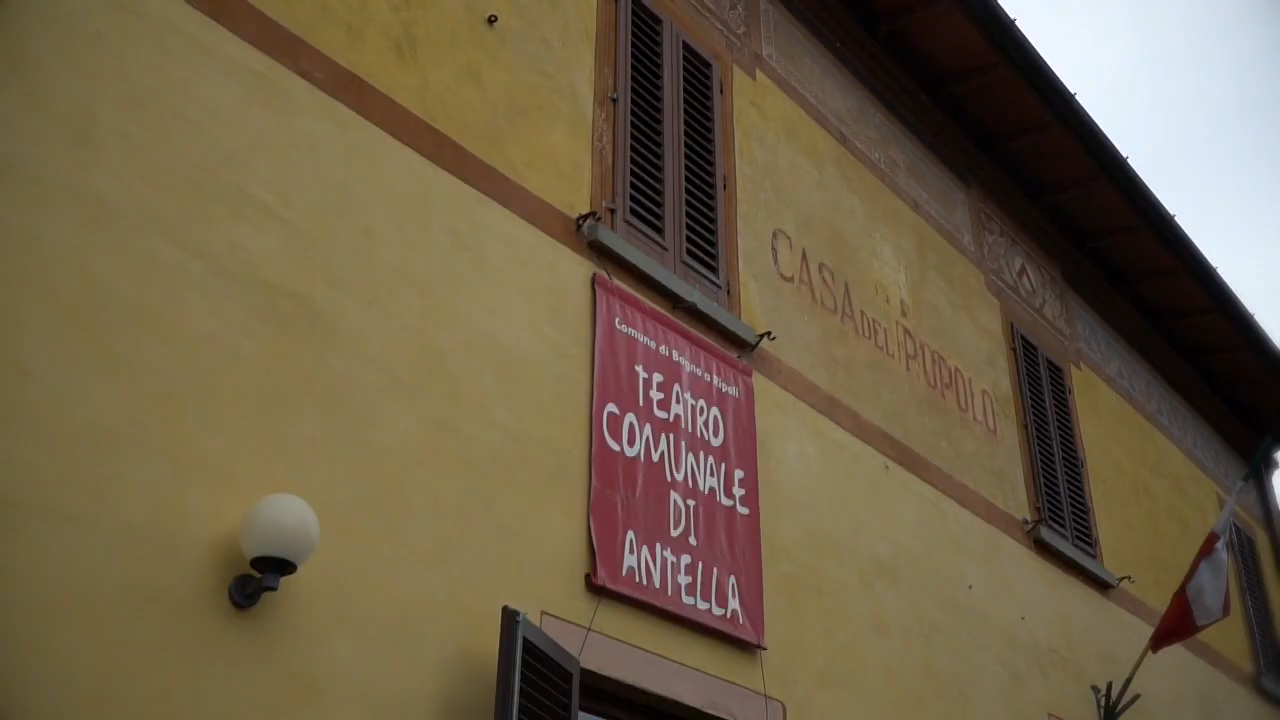 Comune di Bagno a Ripoli
TEATRO
COMUNALE
DI
ANTELLA
CASA DEL POPOLO